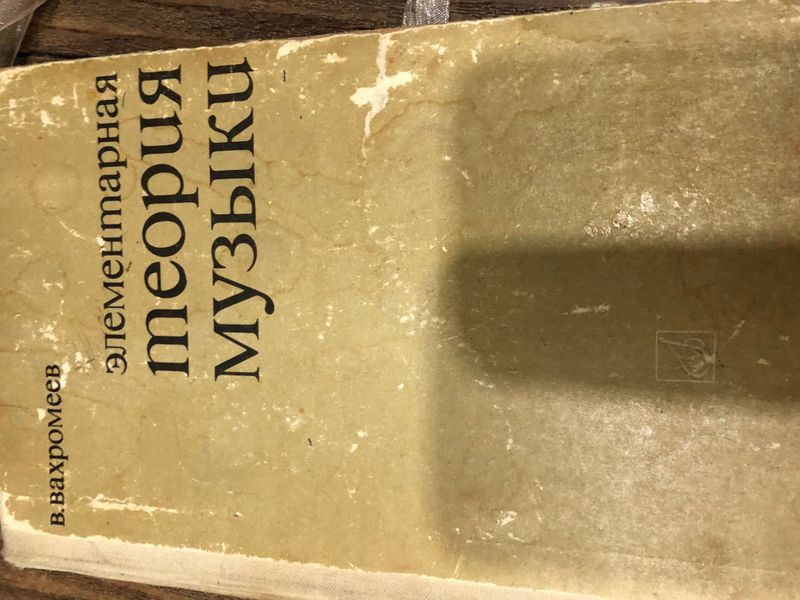 в. вахромеев
элементарная
теория
музыки